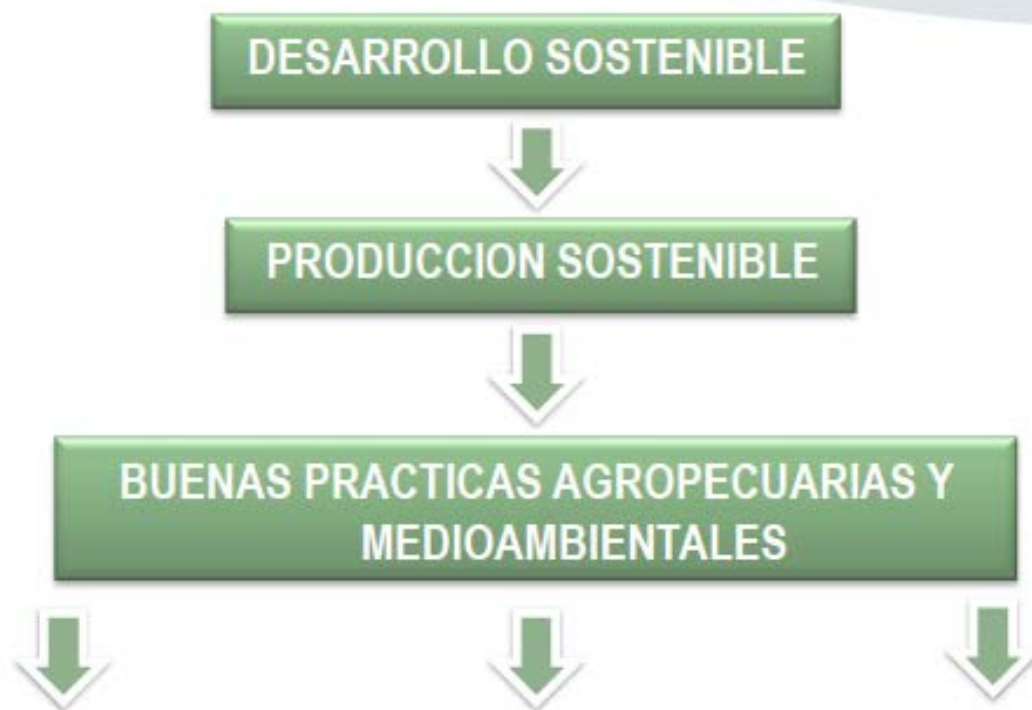 DESARROLLO SOSTENIBLE
PRODUCCION SOSTENIBLE
BUENAS PRACTICAS AGROPECUARIAS Y
MEDIOAMBIENTALES